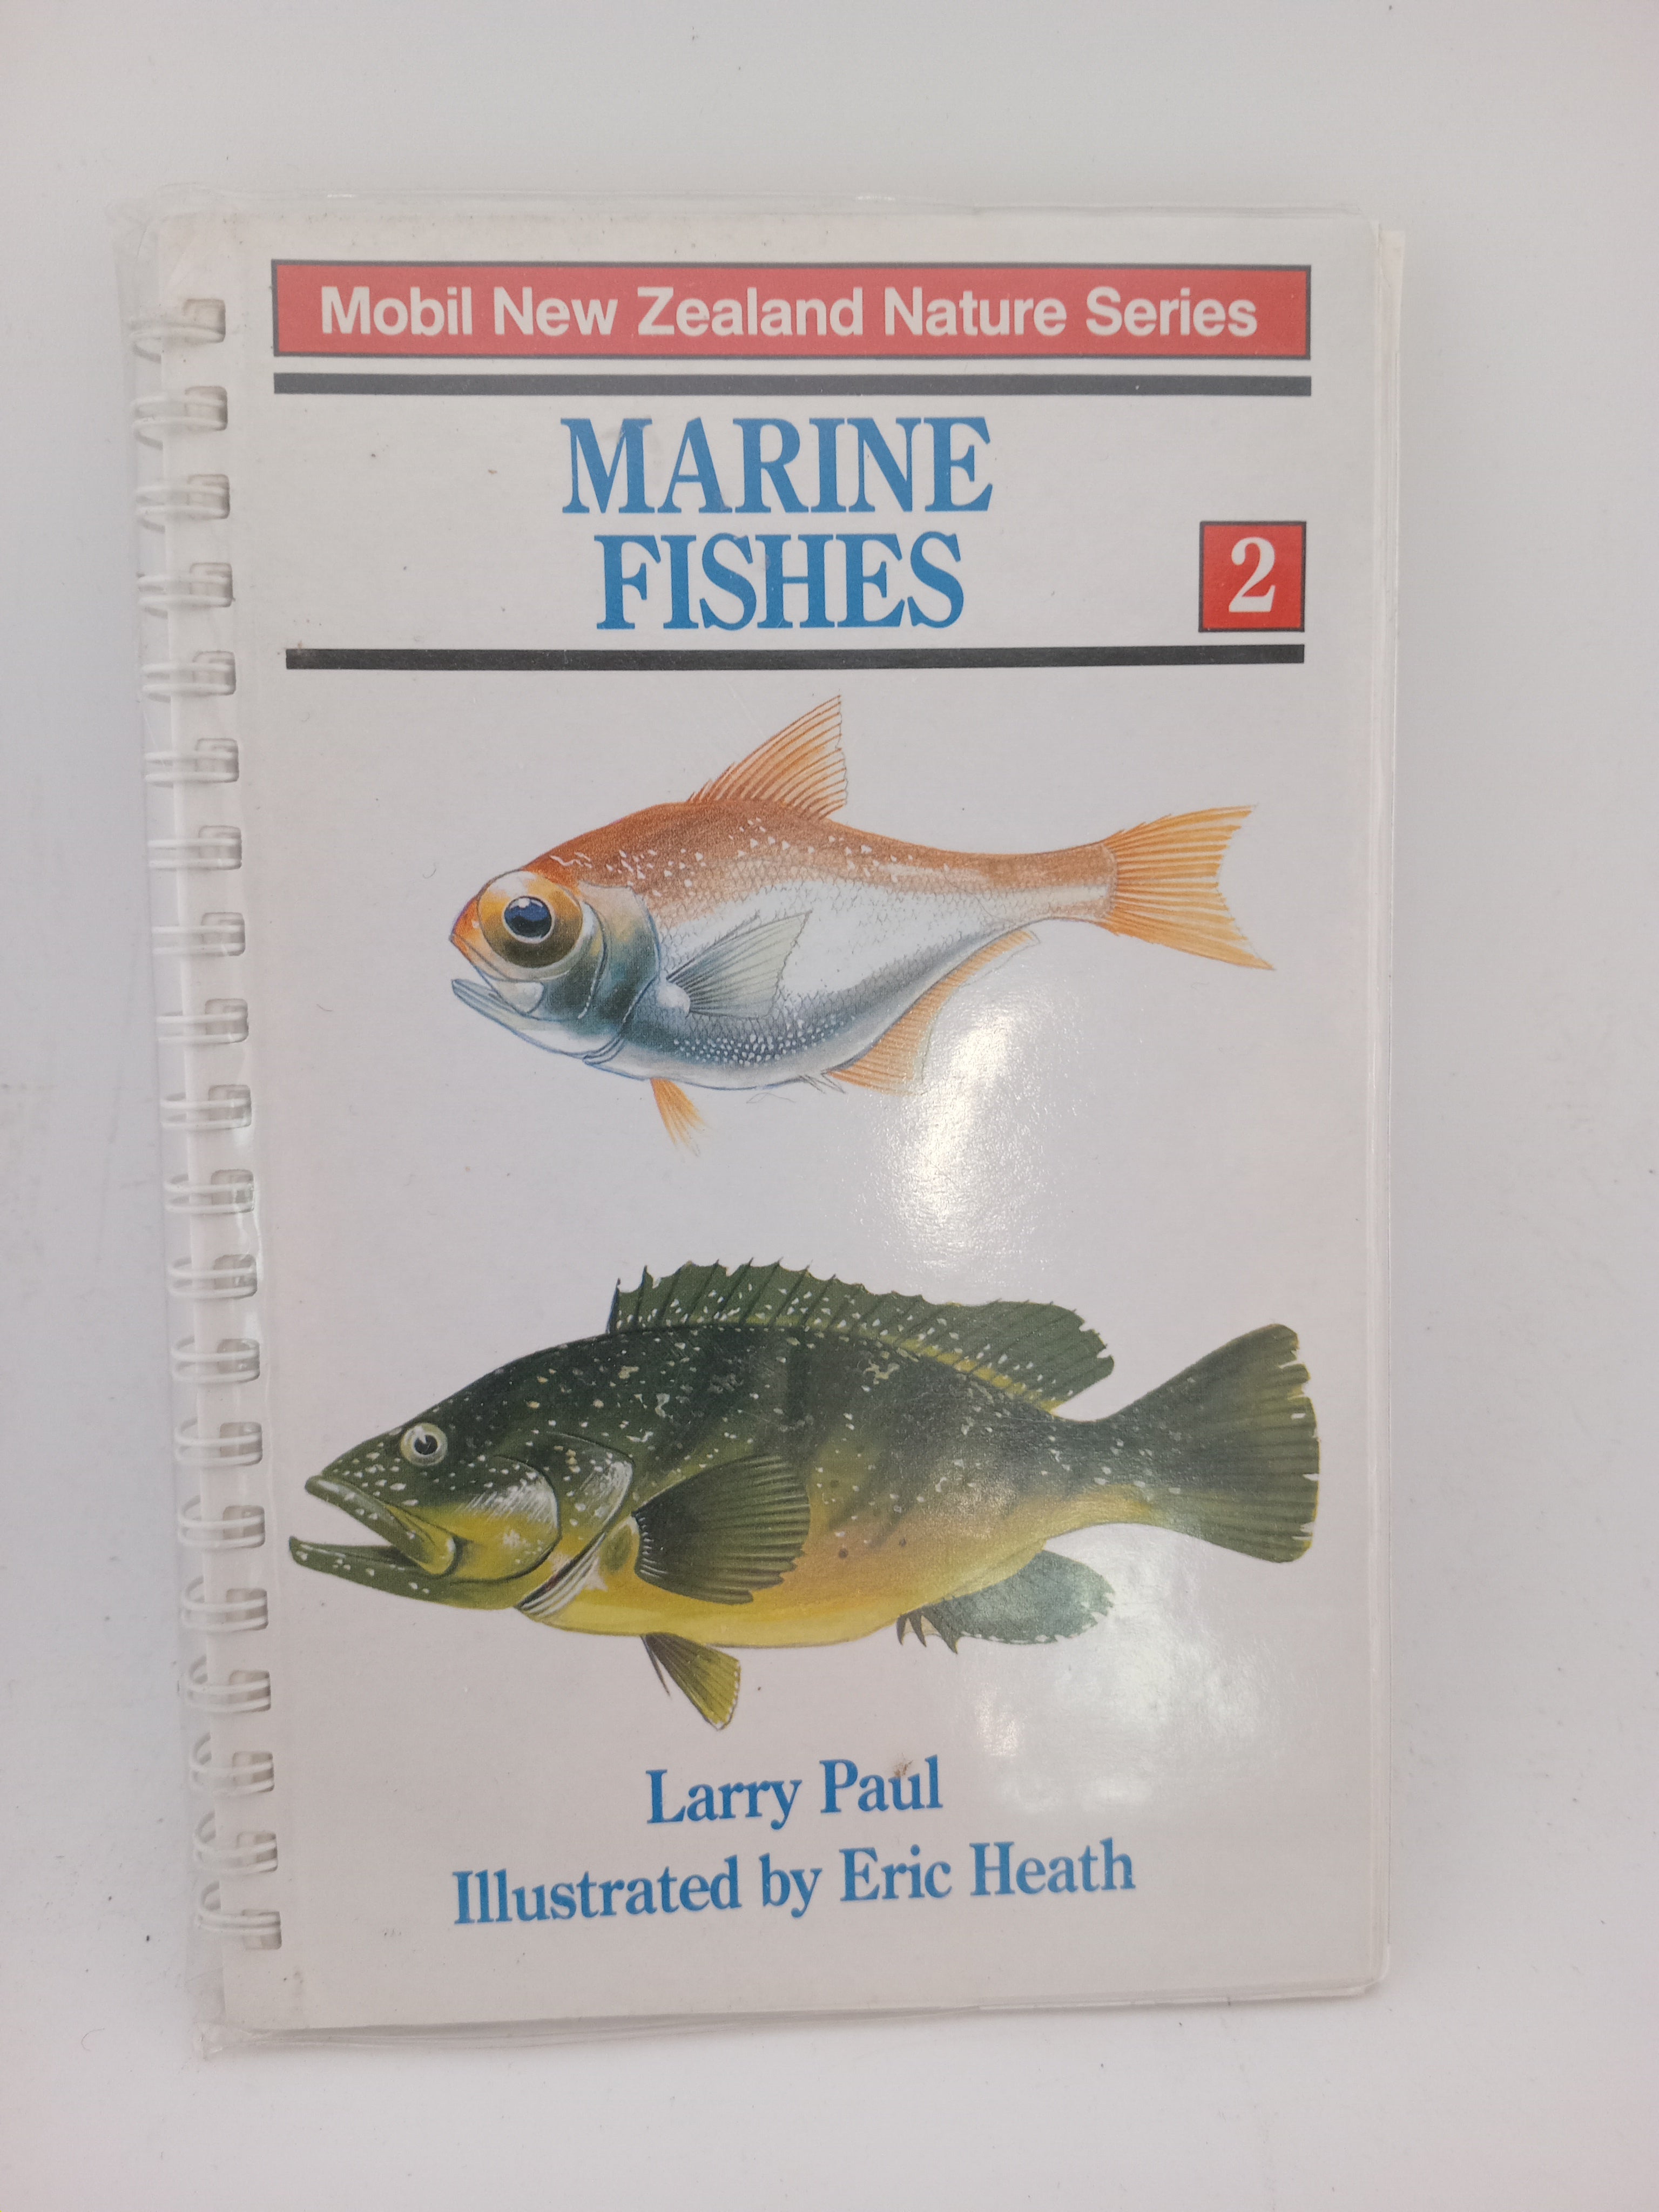 Mobil New Zealand Nature Series
MARINE
FISHES
2
Larry Paul
Illustrated by Eric Heath